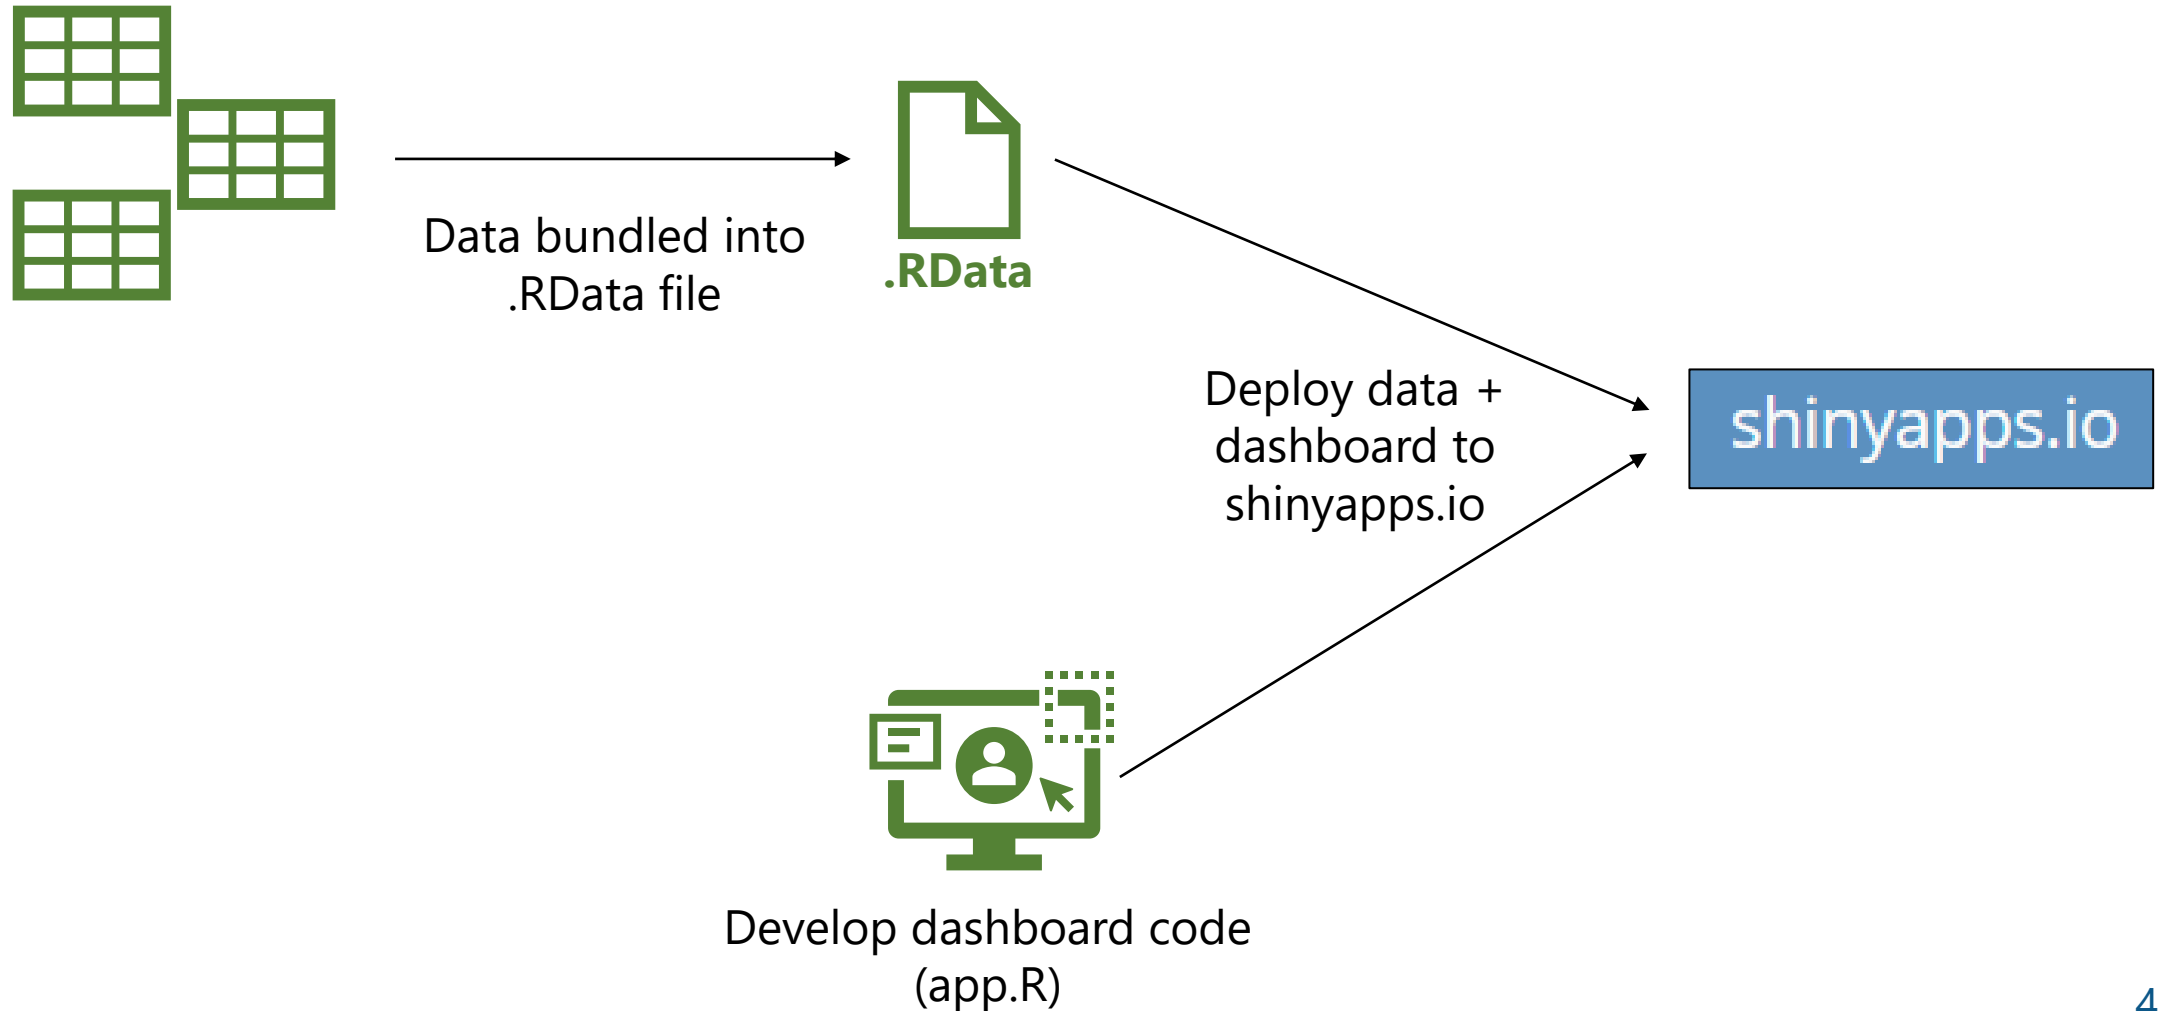 Data bundled into
.RData file
.RData
Deploy data +
dashboard to
shinyapps.io
shinyapps.io
Develop dashboard code
(app.R)
4